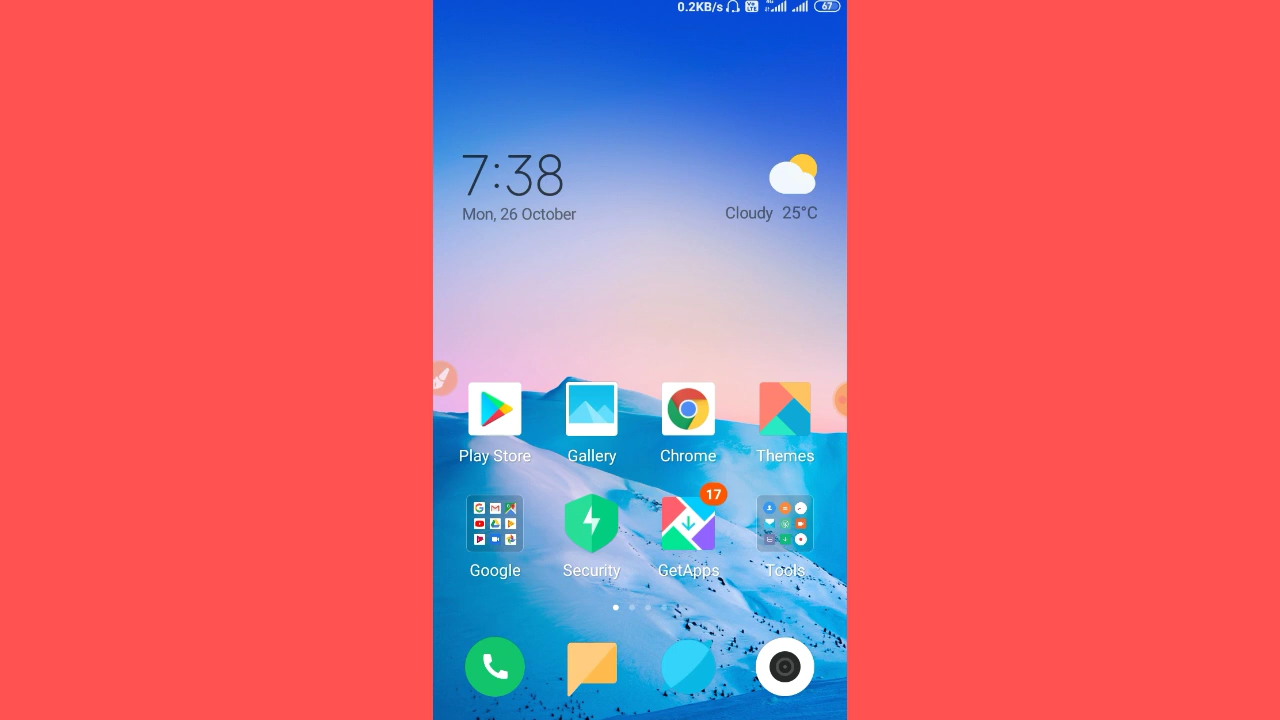 0.2KB/s 67
7:38
Mon, 26 October
Cloudy 25°C
Play Store Gallery Chrome Themes
17
Google Security GetApps Tools